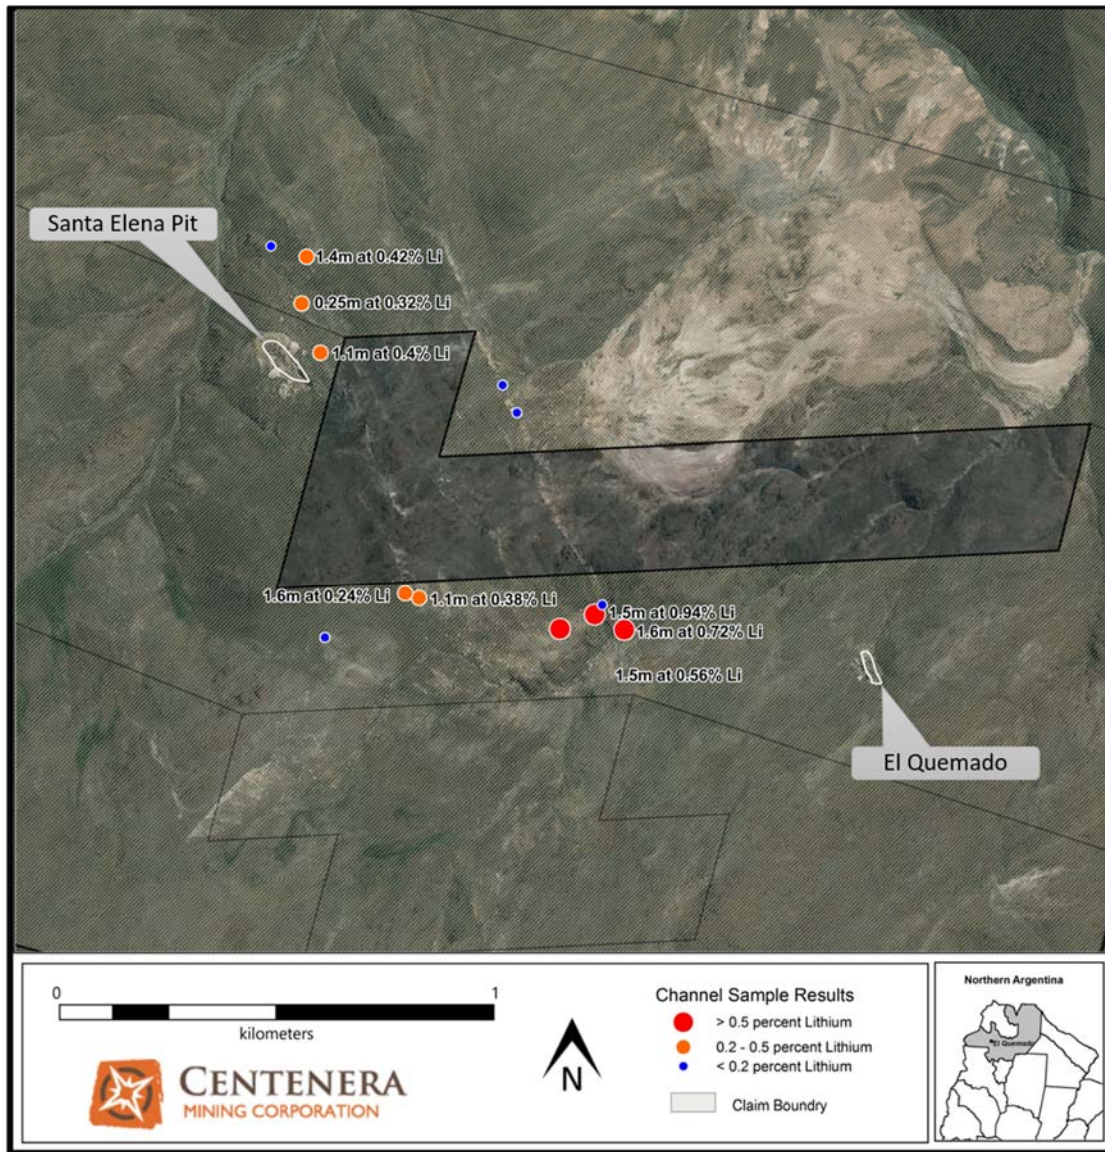 Santa Elena Pit
1.4m at 0.42% Li
0.25m at 0.32% Li
1.1m at 0.4% Li
1.6m at 0.24% Li
1.1m at 0.38% Li
1.5m at 0.94% Li
1.6m at 0.72% Li
1.5m at 0.56% Li
El Quemado
0 1
kilometers
CENTENERA
MINING CORPORATION
N
Channel Sample Results
> 0.5 percent Lithium
0.2 - 0.5 percent Lithium
< 0.2 percent Lithium
Claim Boundry
Northern Argentina
El Quemado